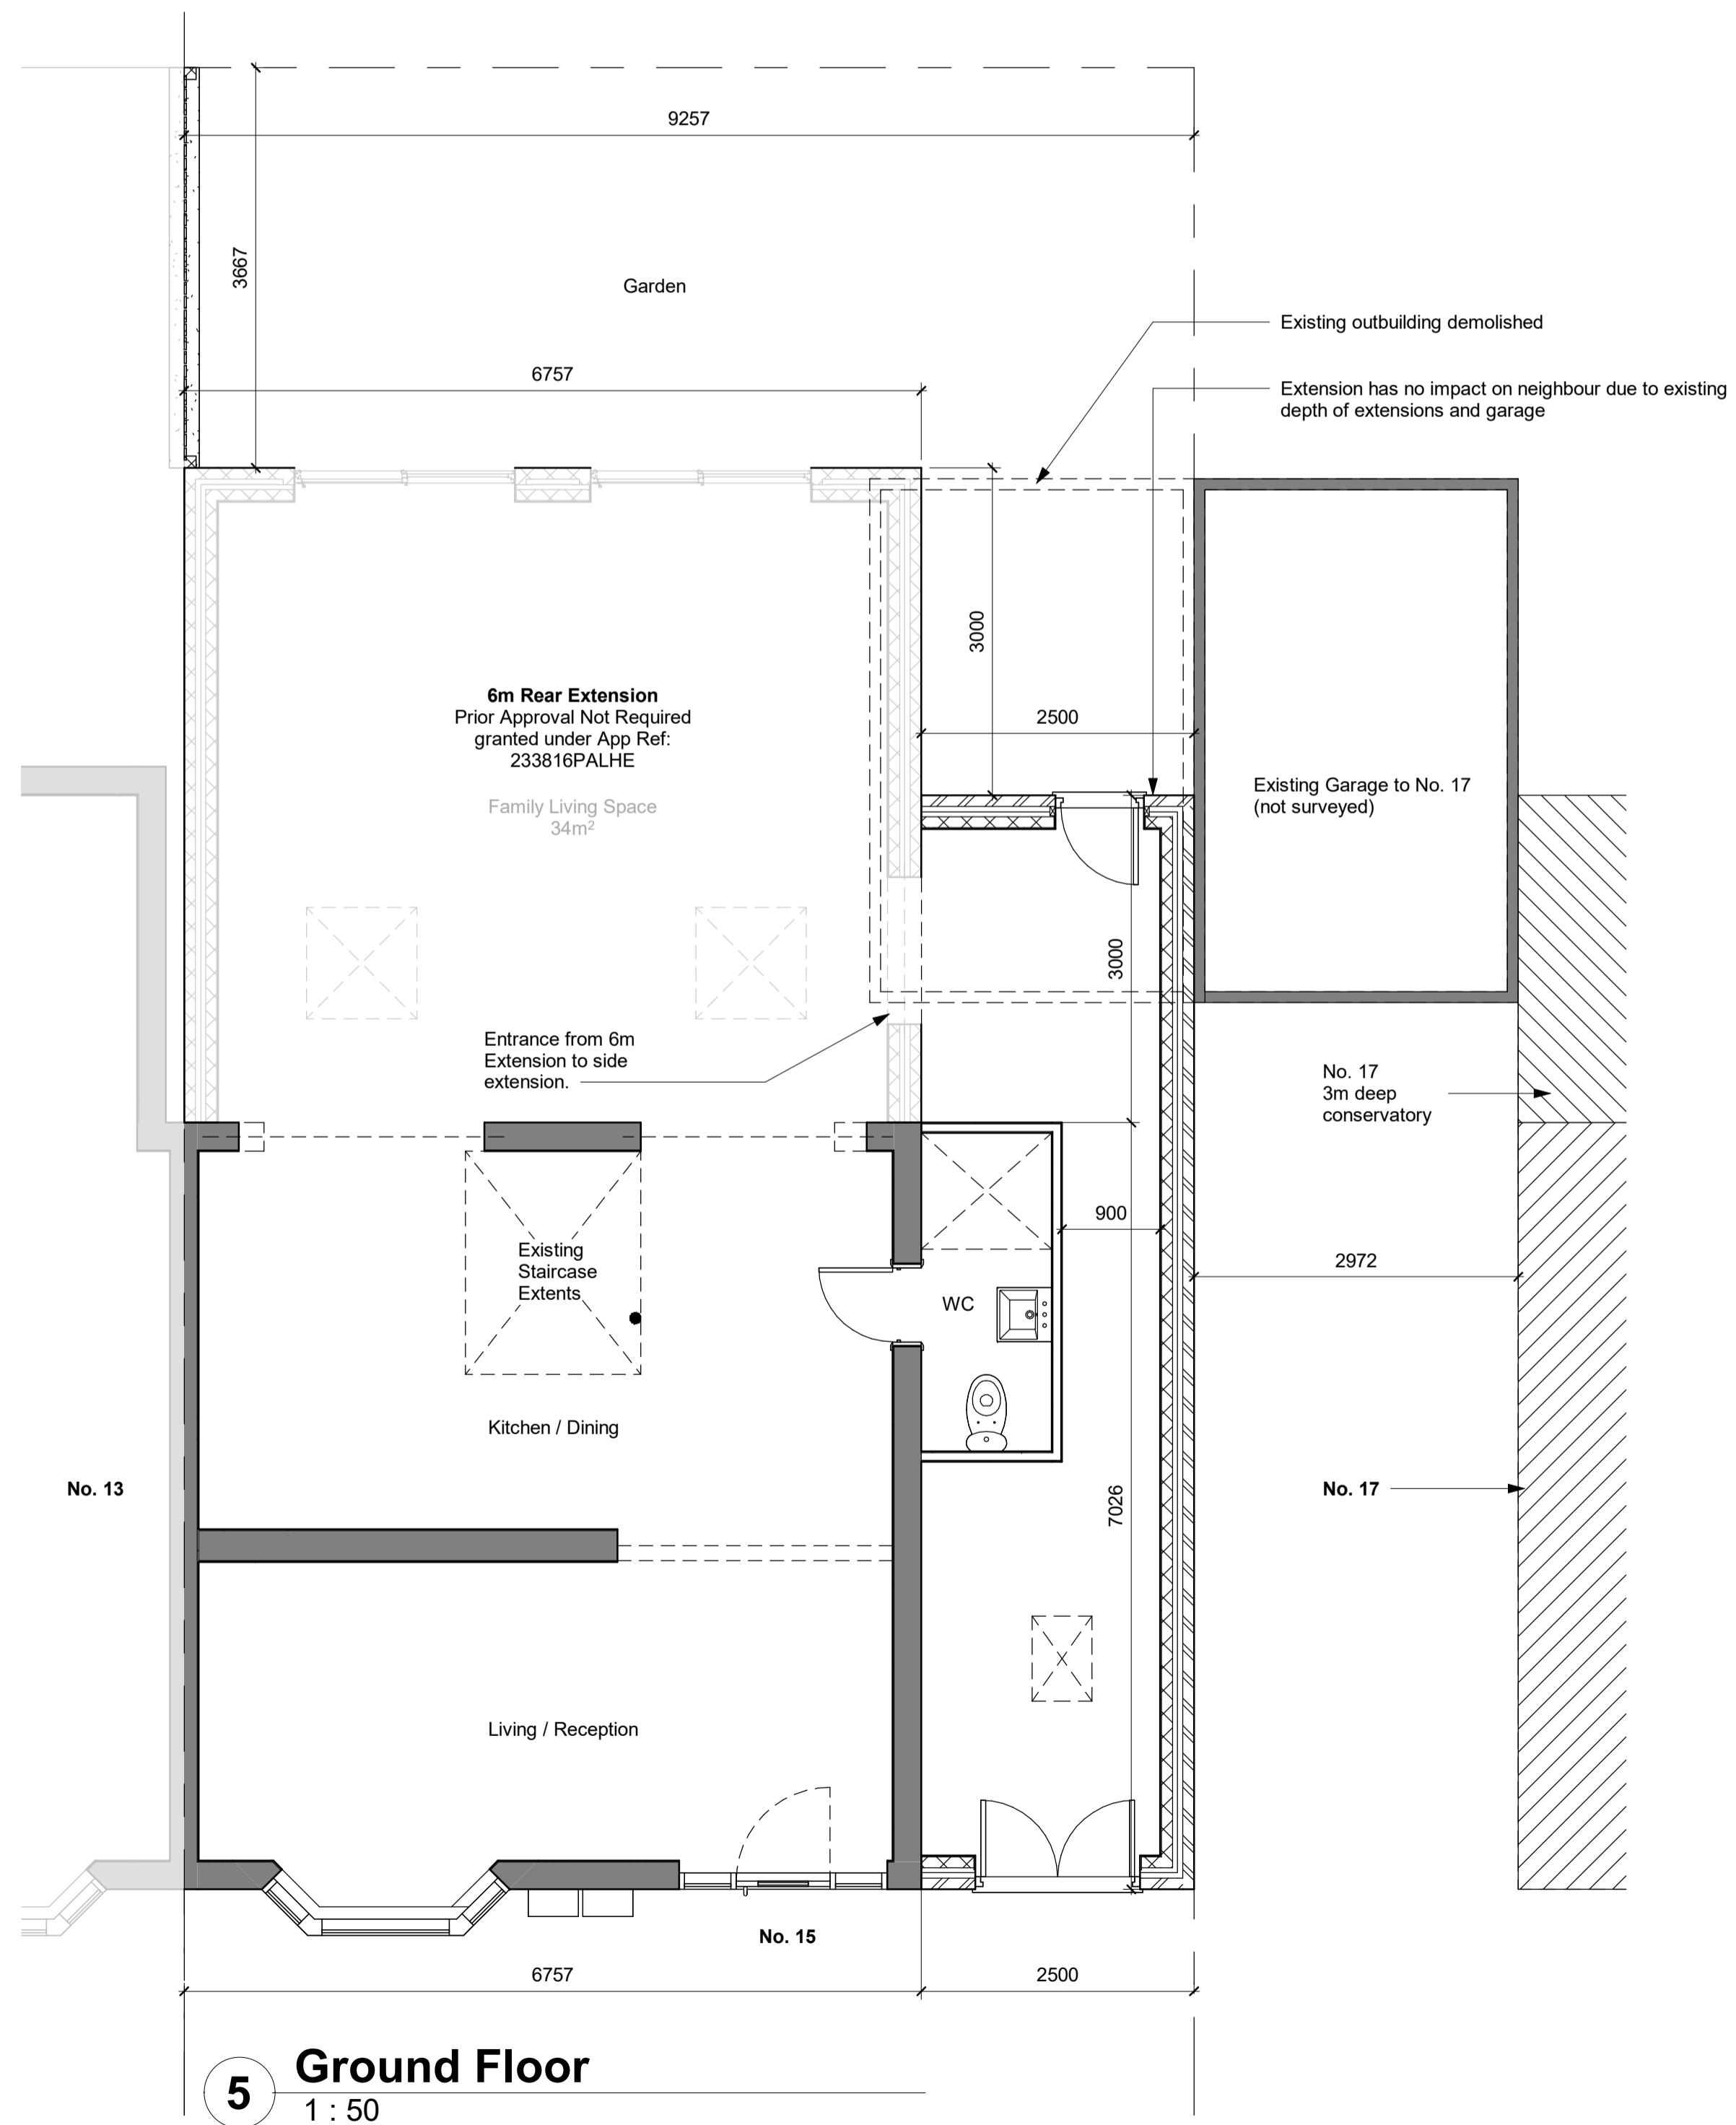 9257
3667
Garden
Existing outbuilding demolished
6757
Extension has no impact on neighbour due to existing
depth of extensions and garage
3000
6m Rear Extension
Prior Approval Not Required
granted under App Ref:
233816PALHE
2500
Family Living Space
34m²
Existing Garage to No. 17
(not surveyed)
3000
Entrance from 6m
Extension to side
extension.
No. 17
3m deep
conservatory
900
Existing
Staircase
Extents
2972
WC
Kitchen / Dining
No. 13
7026
No. 17
Living / Reception
No. 15
6757
2500
5
Ground Floor
1 : 50